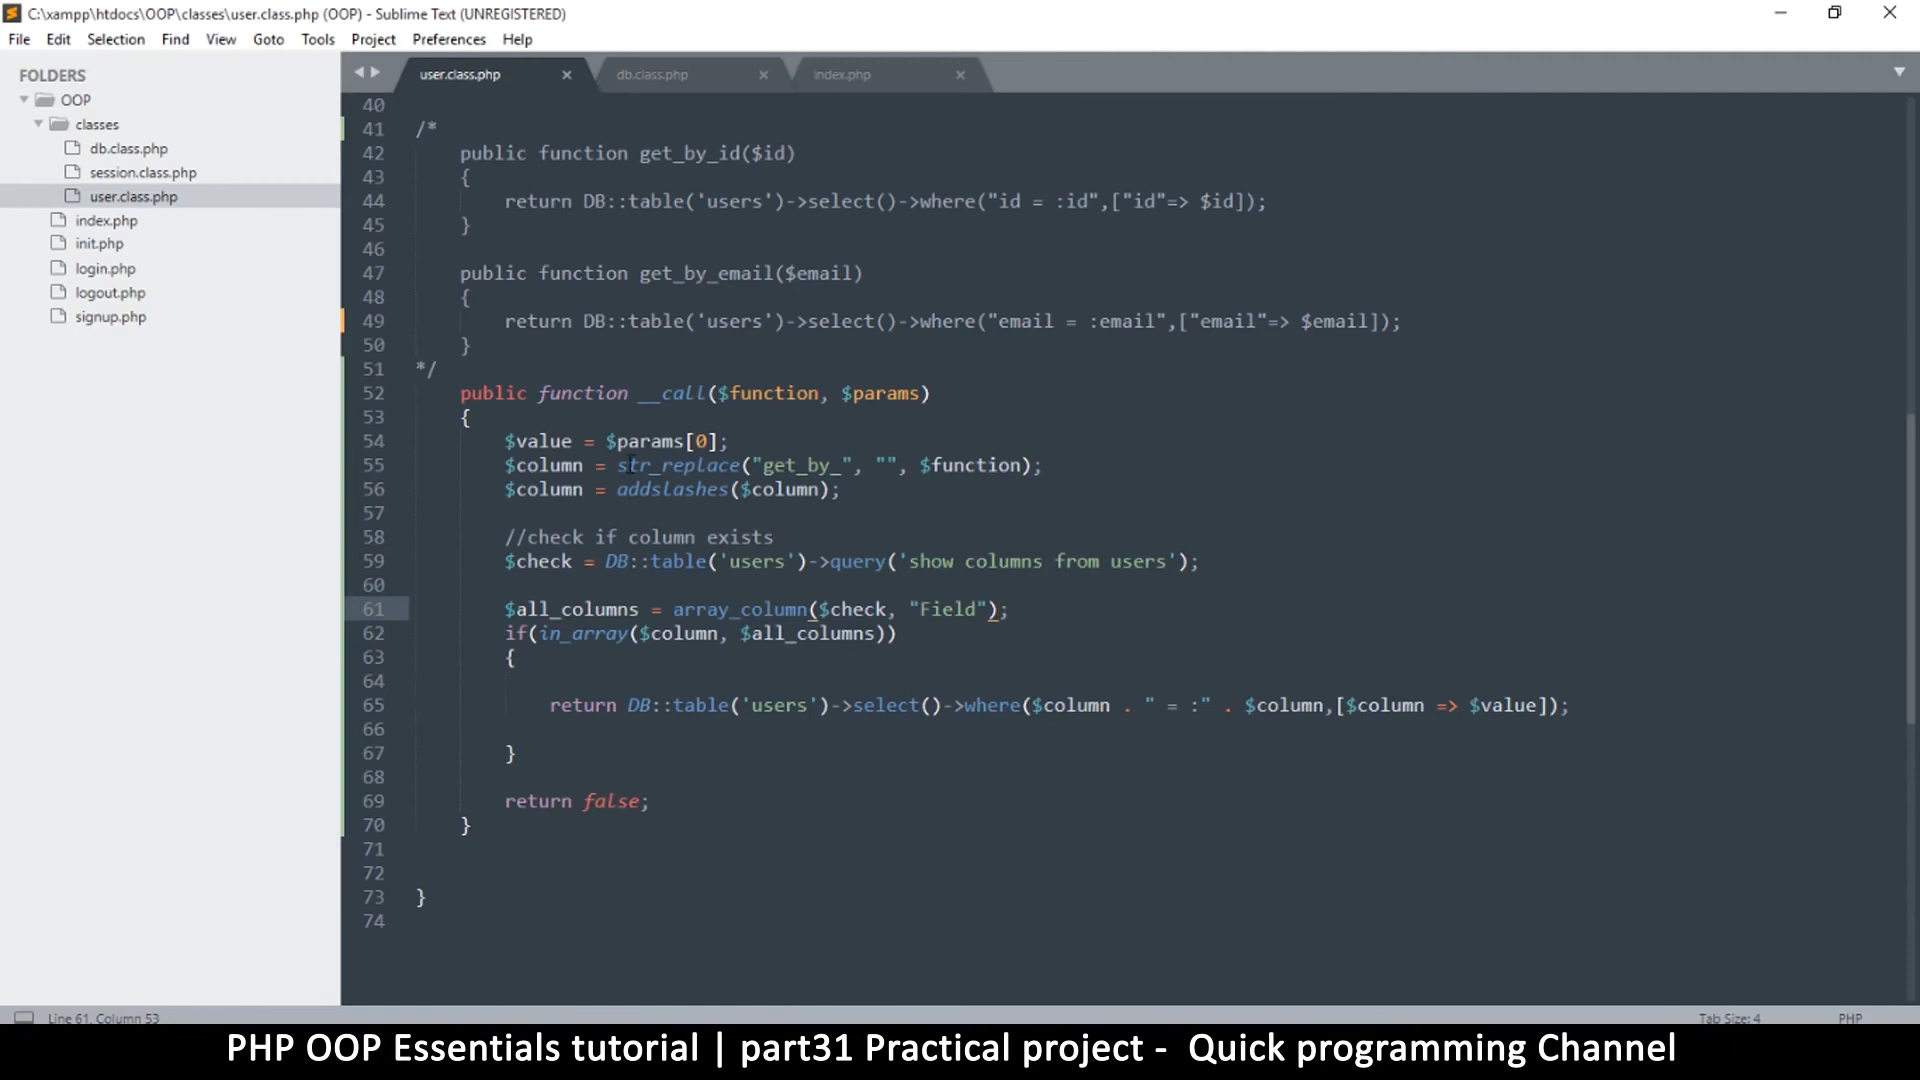 C:\xampp\htdocs\OOP\classes\user.class.php (OOP) - Sublime Text (UNREGISTERED)
File Edit Selection Find View Goto Tools Project Preferences Help
FOLDERS
OOP
classes
db.class.php
session.class.php
user.class.php
index.php
init.php
login.php
logout.php
signup.php
user.class.php db.class.php index.php
40
41 /*
42 public function get_by_id($id)
43 {
44 return DB::table('users')->select()->where("id = :id",["id"=> $id]);
45 }
46
47 public function get_by_email($email)
48 {
49 return DB::table('users')->select()->where("email = :email",["email"=> $email]);
50 }
51 */
52 public function __call($function, $params)
53 {
54 $value = $params[0];
55 $column = str_replace("get_by_", "", $function);
56 $column = addslashes($column);
57
58 //check if column exists
59 $check = DB::table('users')->query('show columns from users');
60
61 $all_columns = array_column($check, "Field");
62 if(in_array($column, $all_columns))
63 {
64
65 return DB::table('users')->select()->where($column . " = :" . $column,[$column => $value]);
66
67 }
68
69 return false;
70 }
71
72
73 }
74
Line 61, Column 53 Tab Size: 4 PHP
PHP OOP Essentials tutorial | part31 Practical project - Quick programming Channel